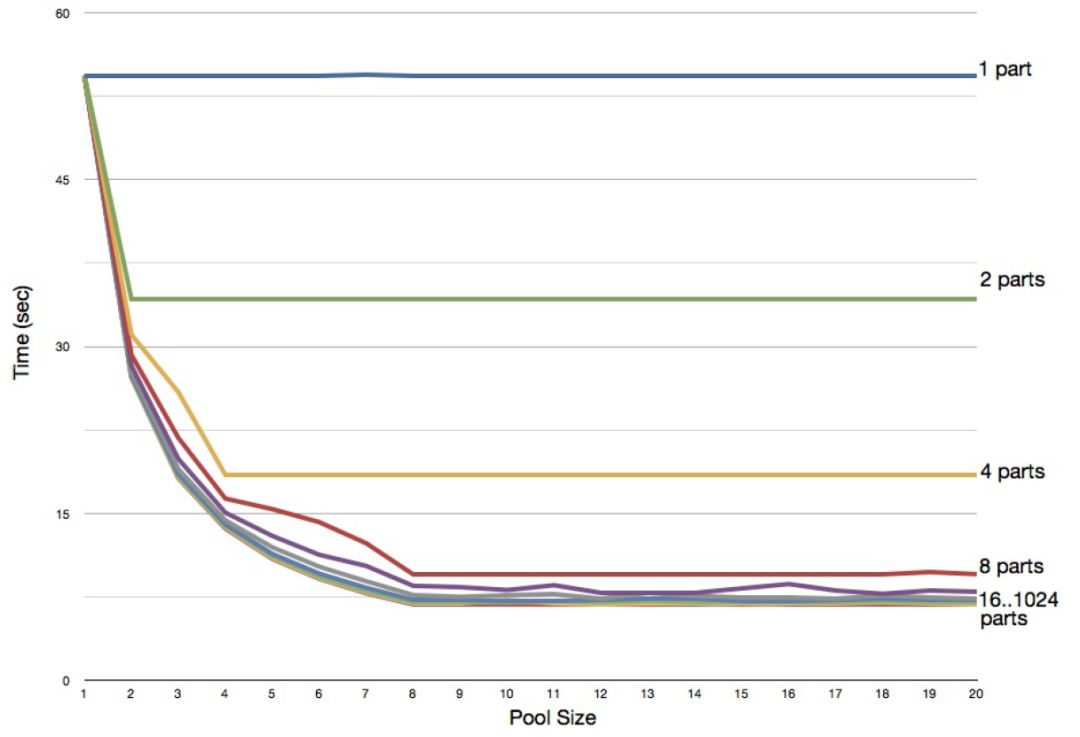 60
1 part
45
2 parts
Time (sec)
30
4 parts
15
8 parts
16..1024
parts
0
1 2 3 4 5 6 7 8 9 10 11 12 13 14 15 16 17 18 19 20
Pool Size